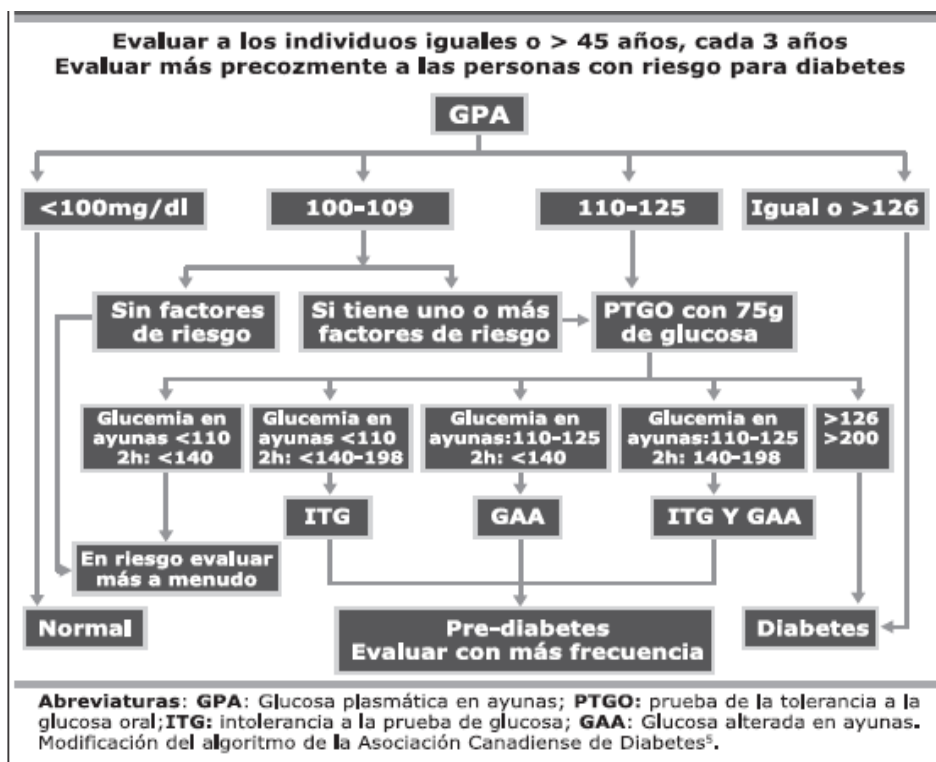 Evaluar a los individuos iguales o > 45 años, cada 3 años
Evaluar más precozmente a las personas con riesgo para diabetes
GPA
<100mg/dl
100-109
110-125
Igual o >126
Sin factores
de riesgo
Si tiene uno o más
factores de riesgo
PTGO con 75g
de glucosa
Glucemia en
ayunas <110
2h: <140
Glucemia en
ayunas <110
2h: <140-198
Glucemia en
ayunas:110-125
2h: <140
Glucemia en
ayunas:110-125
2h: 140-198
>126
>200
ITG
GAA
ITG Y GAA
En riesgo evaluar
más a menudo
Normal
Pre-diabetes
Evaluar con más frecuencia
Diabetes
Abreviaturas: GPA: Glucosa plasmática en ayunas; PTGO: prueba de la tolerancia a la
glucosa oral;ITG: intolerancia a la prueba de glucosa; GAA: Glucosa alterada en ayunas.
Modificación del algoritmo de la Asociación Canadiense de Diabetes⁵.